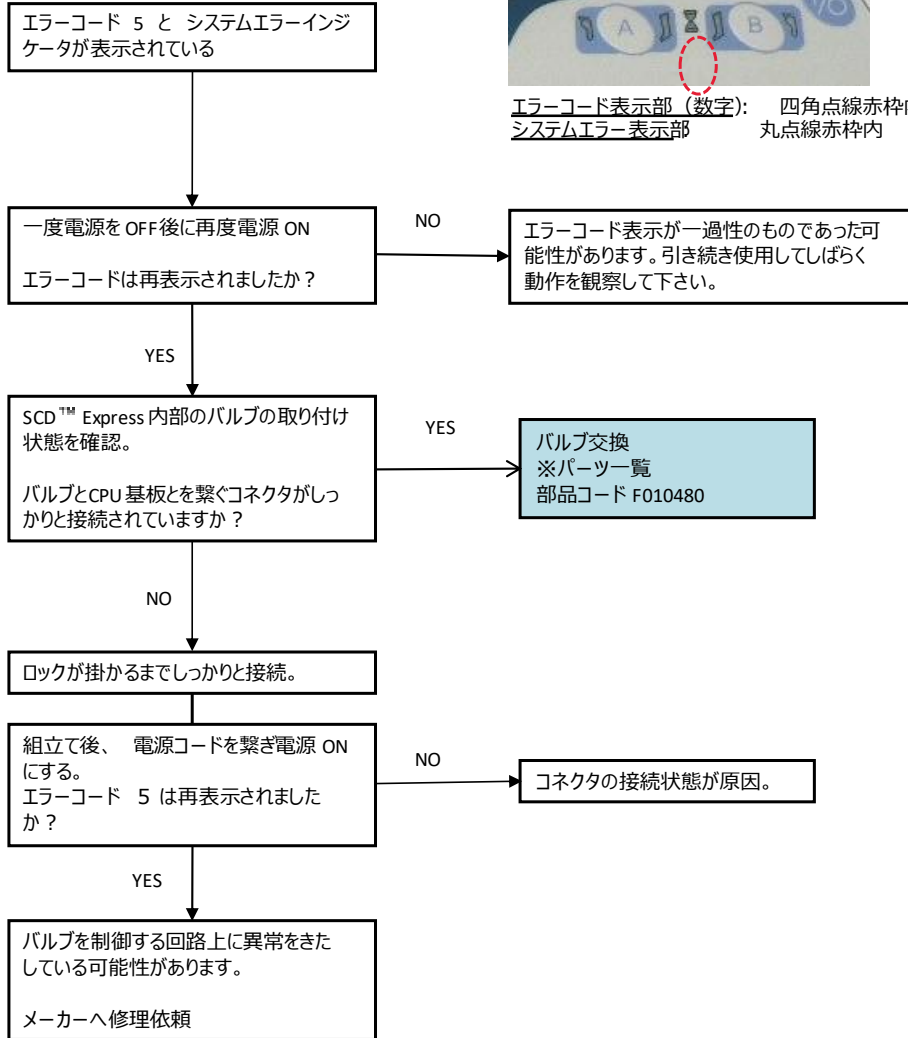 エラーコード 5 と システムエラーインジ
ケータが表示されている
A
B
I/O
エラーコード表示部（数字）: 四角点線赤枠内
システムエラー表示部 丸点線赤枠内
一度電源を OFF後に再度電源 ON
エラーコードは再表示されましたか？
NO
エラーコード表示が一過性のものであった可
能性があります。引き続き使用してしばらく
動作を観察して下さい。
YES
SCD™ Express 内部のバルブの取り付け
状態を確認。
バルブとCPU 基板とを繋ぐコネクタがしっ
かりと接続されていますか？
YES
バルブ交換
※パーツ一覧
部品コード F010480
NO
ロックが掛かるまでしっかりと接続。
組立て後、 電源コードを繋ぎ電源 ON
にする。
エラーコード 5 は再表示されました
か？
NO
コネクタの接続状態が原因。
YES
バルブを制御する回路上に異常をきた
している可能性があります。
メーカーへ修理依頼